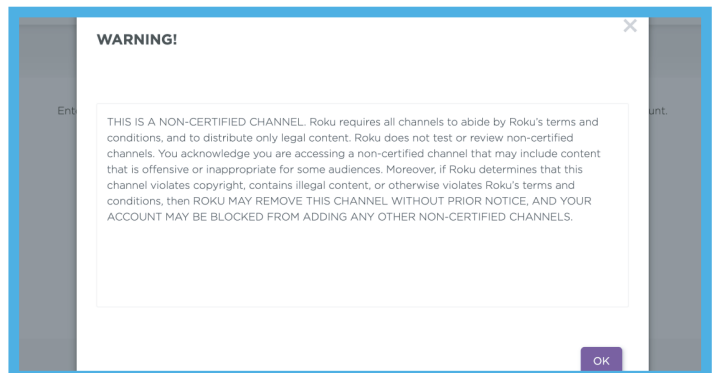 WARNING!
Ente
unt.
THIS IS A NON-CERTIFIED CHANNEL. Roku requires all channels to abide by Roku's terms and
conditions, and to distribute only legal content. Roku does not test or review non-certified
channels. You acknowledge you are accessing a non-certified channel that may include content
that is offensive or inappropriate for some audiences. Moreover, if Roku determines that this
channel violates copyright, contains illegal content, or otherwise violates Roku's terms and
conditions, then ROKU MAY REMOVE THIS CHANNEL WITHOUT PRIOR NOTICE, AND YOUR
ACCOUNT MAY BE BLOCKED FROM ADDING ANY OTHER NON-CERTIFIED CHANNELS.
OK